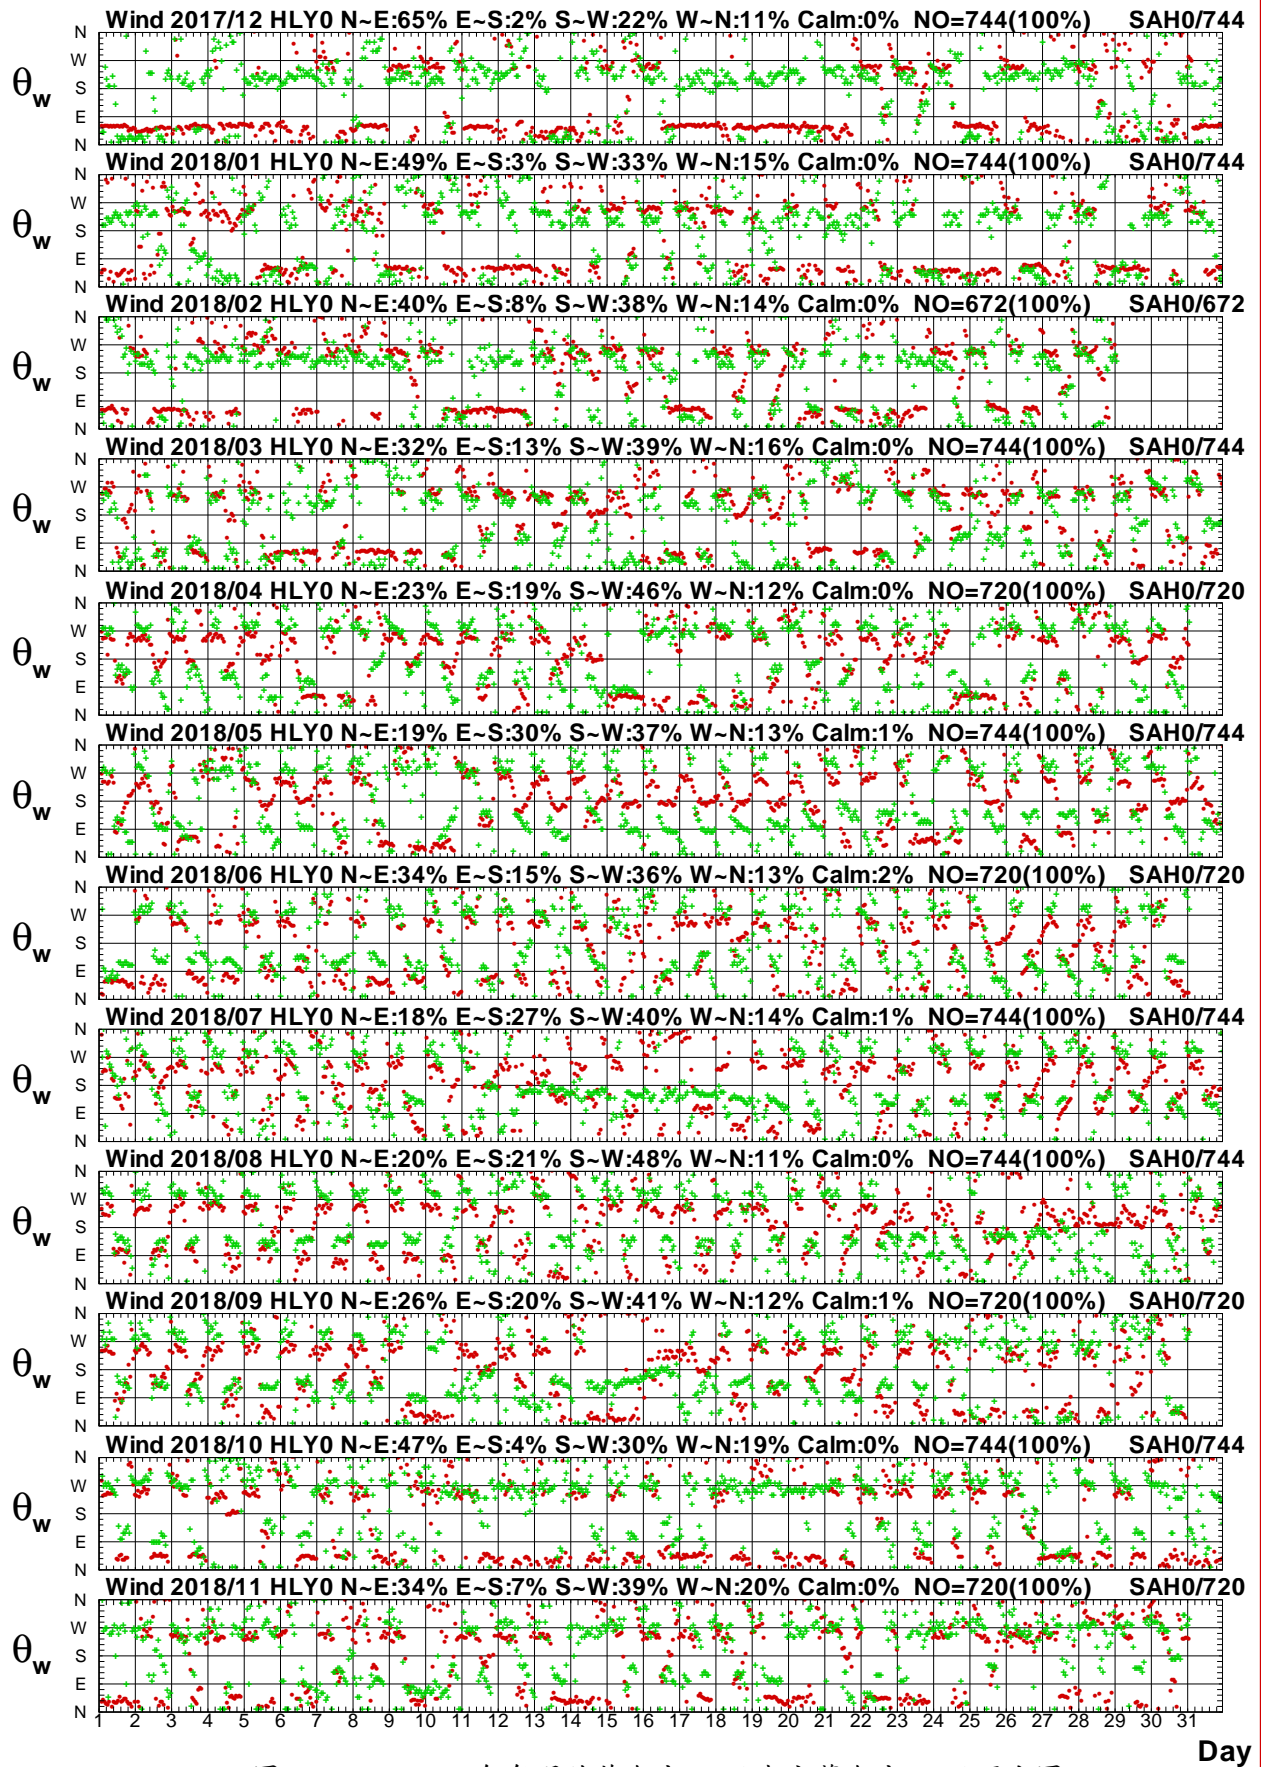 Wind 2017/12 HLY0 N~E:65% E~S:2% S~W:22% W~N:11% Calm:0% NO=744(100%) SAH0/744
N
W
θw S
E
N
Wind 2018/01 HLY0 N~E:49% E~S:3% S~W:33% W~N:15% Calm:0% NO=744(100%) SAH0/744
N
W
θw S
E
N
Wind 2018/02 HLY0 N~E:40% E~S:8% S~W:38% W~N:14% Calm:0% NO=672(100%) SAH0/672
N
W
θw S
E
N
Wind 2018/03 HLY0 N~E:32% E~S:13% S~W:39% W~N:16% Calm:0% NO=744(100%) SAH0/744
N
W
θw S
E
N
Wind 2018/04 HLY0 N~E:23% E~S:19% S~W:46% W~N:12% Calm:0% NO=720(100%) SAH0/720
N
W
θw S
E
N
Wind 2018/05 HLY0 N~E:19% E~S:30% S~W:37% W~N:13% Calm:1% NO=744(100%) SAH0/744
N
W
θw S
E
N
Wind 2018/06 HLY0 N~E:34% E~S:15% S~W:36% W~N:13% Calm:2% NO=720(100%) SAH0/720
N
W
θw S
E
N
Wind 2018/07 HLY0 N~E:18% E~S:27% S~W:40% W~N:14% Calm:1% NO=744(100%) SAH0/744
N
W
θw S
E
N
Wind 2018/08 HLY0 N~E:20% E~S:21% S~W:48% W~N:11% Calm:0% NO=744(100%) SAH0/744
N
W
θw S
E
N
Wind 2018/09 HLY0 N~E:26% E~S:20% S~W:41% W~N:12% Calm:1% NO=720(100%) SAH0/720
N
W
θw S
E
N
Wind 2018/10 HLY0 N~E:47% E~S:4% S~W:30% W~N:19% Calm:0% NO=744(100%) SAH0/744
N
W
θw S
E
N
Wind 2018/11 HLY0 N~E:34% E~S:7% S~W:39% W~N:20% Calm:0% NO=720(100%) SAH0/720
N
W
θw S
E
N
1 2 3 4 5 6 7 8 9 10 11 12 13 14 15 16 17 18 19 20 21 22 23 24 25 26 27 28 29 30 31
Day